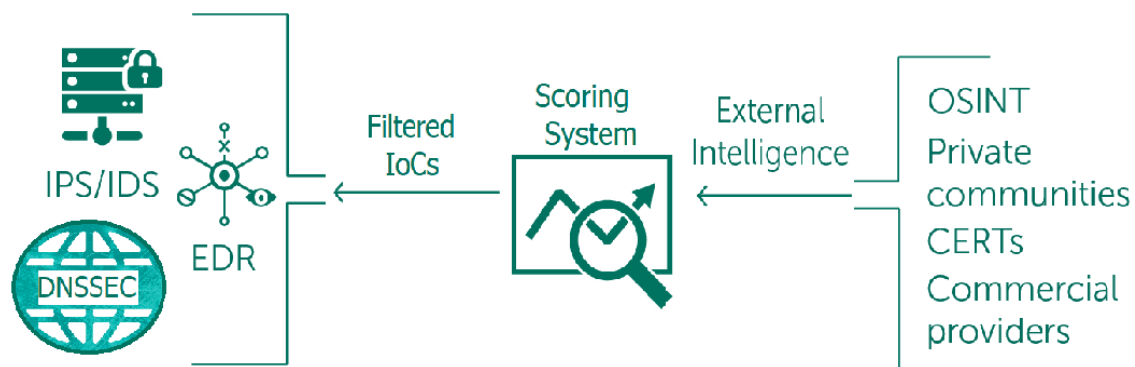 IPS/IDS
EDR
DNSSEC
Filtered
IoCs
Scoring
System
External
Intelligence
OSINT
Private
communities
CERTs
Commercial
providers